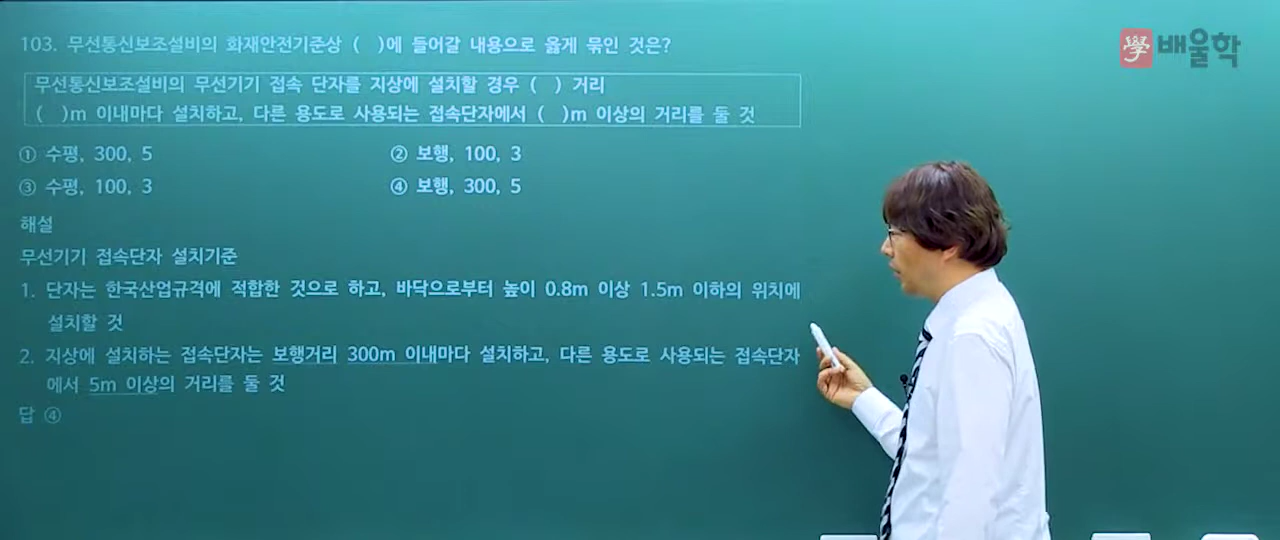 學 배울학
103. 무선통신보조설비의 화재안전기준상 (  )에 들어갈 내용으로 옳게 묶인 것은?
무선통신보조설비의 무선기기 접속 단자를 지상에 설치할 경우 (  ) 거리
(  )m 이내마다 설치하고, 다른 용도로 사용되는 접속단자에서 (  )m 이상의 거리를 둘 것
① 수평, 300, 5
② 보행, 100, 3
③ 수평, 100, 3
④ 보행, 300, 5
해설
무선기기 접속단자 설치기준
1. 단자는 한국산업규격에 적합한 것으로 하고, 바닥으로부터 높이 0.8m 이상 1.5m 이하의 위치에
설치할 것
2. 지상에 설치하는 접속단자는 보행거리 300m 이내마다 설치하고, 다른 용도로 사용되는 접속단자
에서 5m 이상의 거리를 둘 것
답 ④